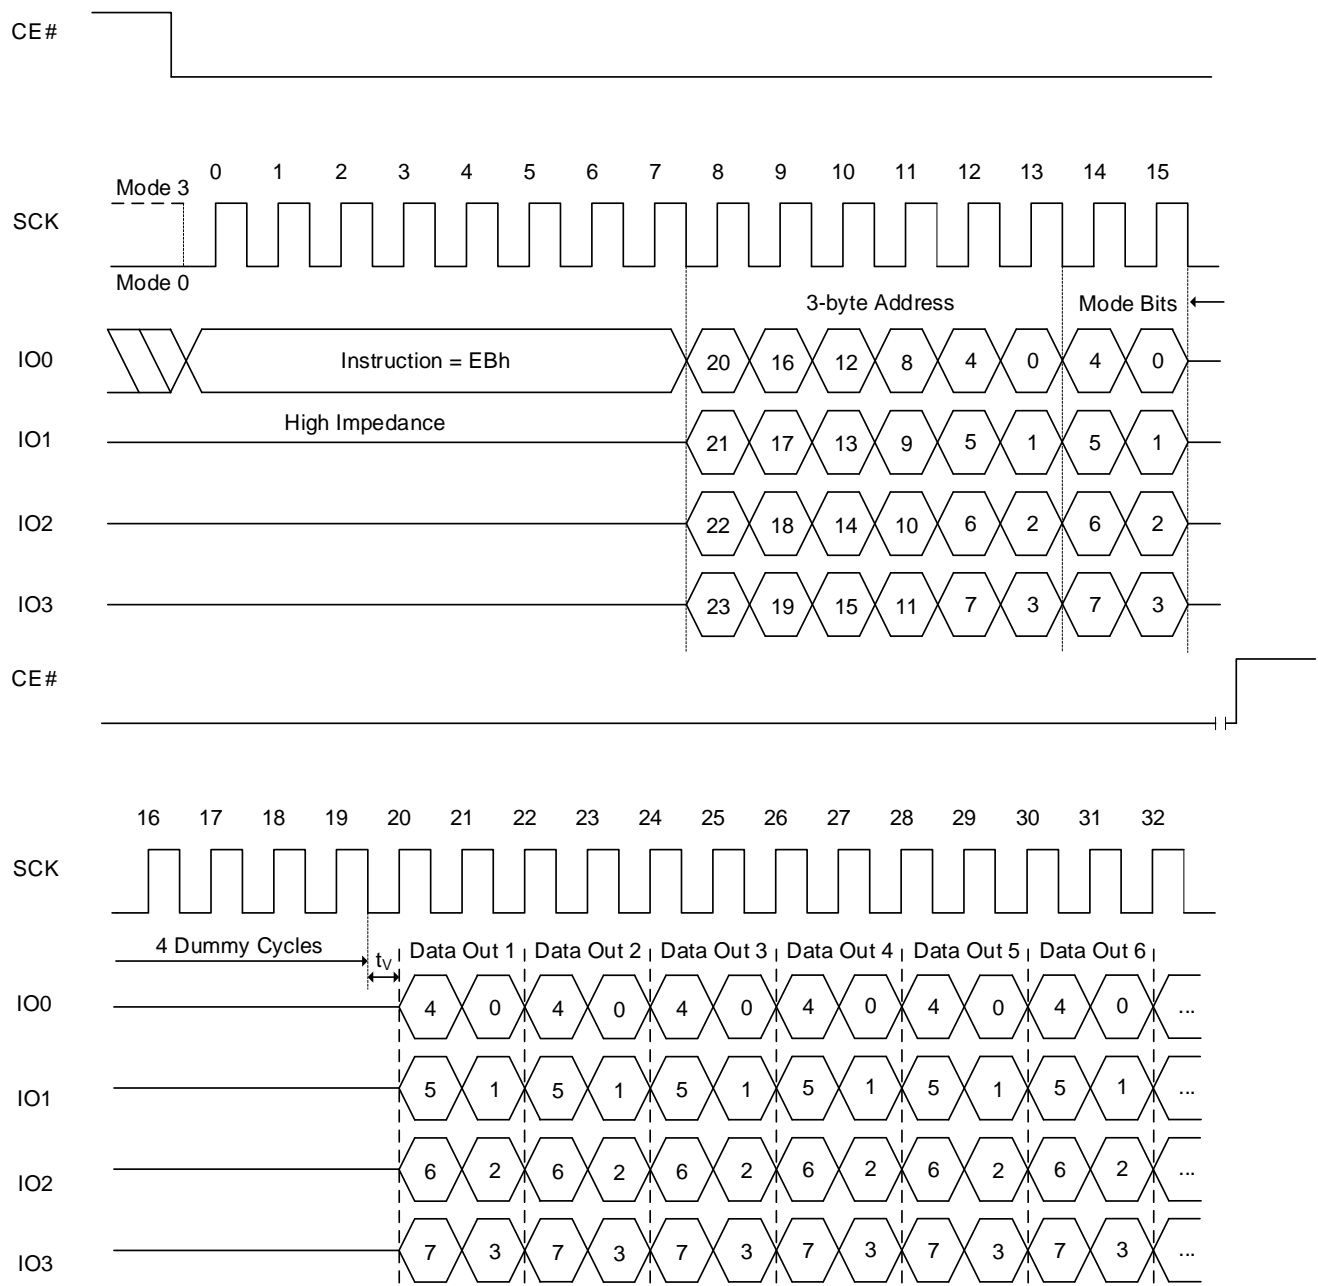 CE#
0 1 2 3 4 5 6 7 8 9 10 11 12 13 14 15
Mode 3
SCK
Mode 0
3-byte Address Mode Bits
IO0 Instruction = EBh 20 16 12 8 4 0 4 0
High Impedance
IO1 21 17 13 9 5 1 5 1
IO2 22 18 14 10 6 2 6 2
IO3 23 19 15 11 7 3 7 3
CE#
16 17 18 19 20 21 22 23 24 25 26 27 28 29 30 31 32
SCK
4 Dummy Cycles tV Data Out 1 Data Out 2 Data Out 3 Data Out 4 Data Out 5 Data Out 6
IO0 4 0 4 0 4 0 4 0 4 0 4 0 ...
IO1 5 1 5 1 5 1 5 1 5 1 5 1 ...
IO2 6 2 6 2 6 2 6 2 6 2 6 2 ...
IO3 7 3 7 3 7 3 7 3 7 3 7 3 ...